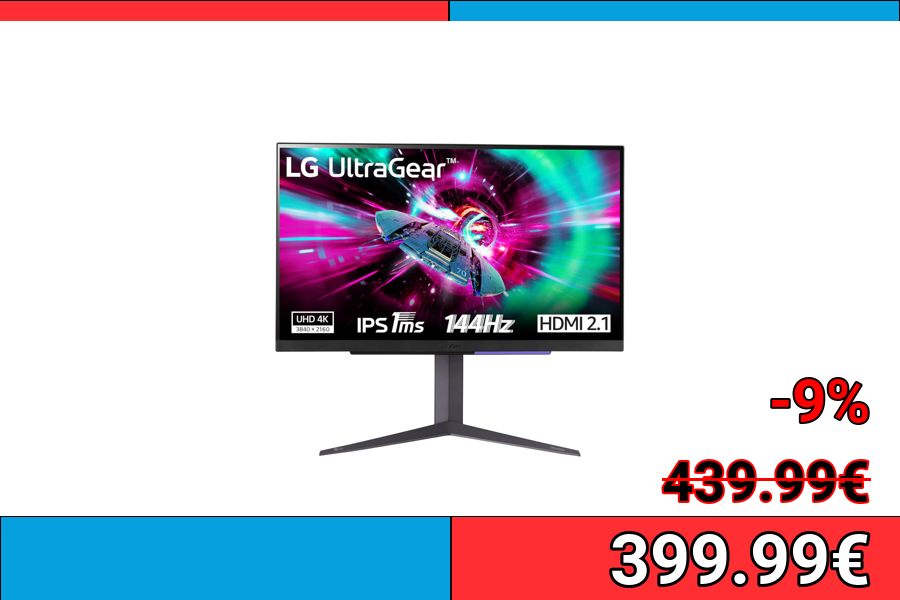 LG UltraGear™
UHD 4K
3840 × 2160
IPS 1ms
144Hz
HDMI 2.1
-9%
439.99€
399.99€